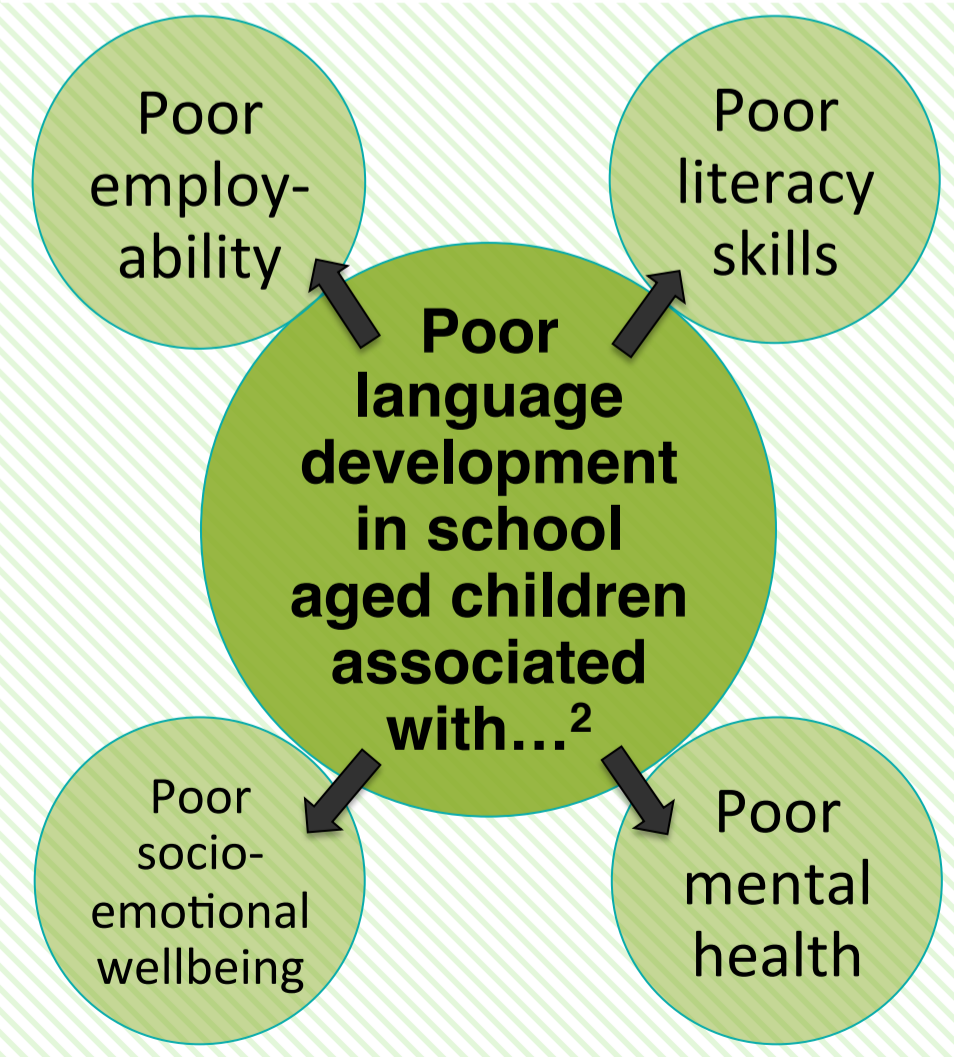 Poor
employ-
ability
Poor
literacy
skills
Poor
language
development
in school
aged children
associated
with…²
Poor
socio-
emotional
wellbeing
Poor
mental
health